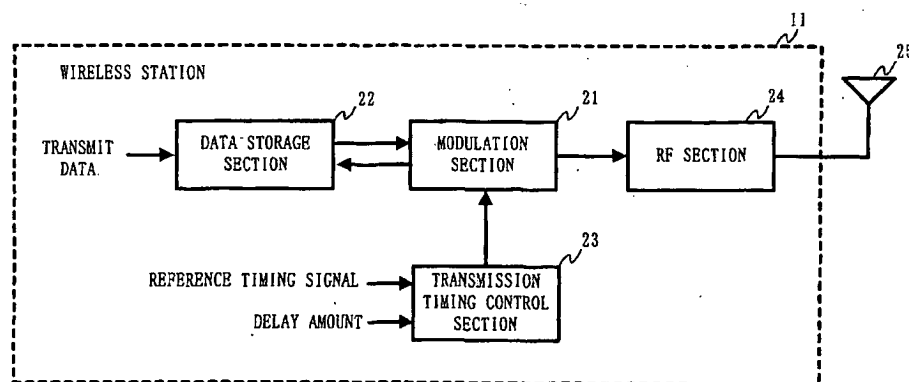 11
WIRELESS STATION
25
22
21
24
TRANSMIT
DATA
DATA STORAGE
SECTION
MODULATION
SECTION
RF SECTION
23
REFERENCE TIMING SIGNAL
DELAY AMOUNT
TRANSMISSION
TIMING CONTROL
SECTION